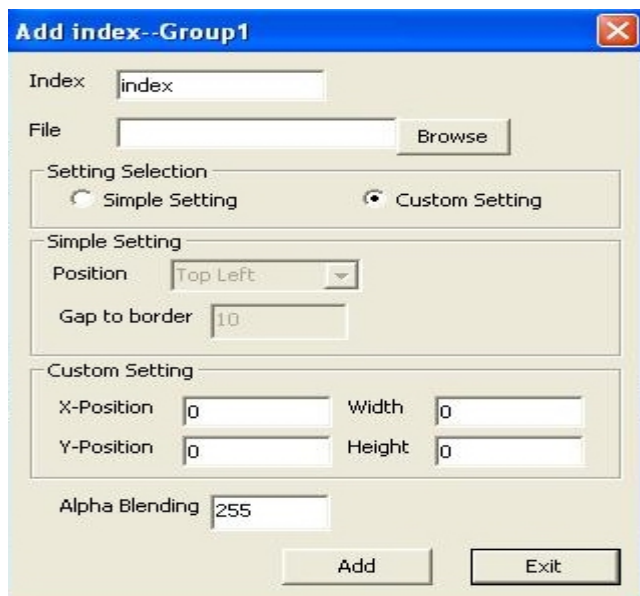 Add index--Group1
Index index
File Browse
Setting Selection
Simple Setting Custom Setting
Simple Setting
Position Top Left
Gap to border 10
Custom Setting
X-Position 0 Width 0
Y-Position 0 Height 0
Alpha Blending 255
Add Exit